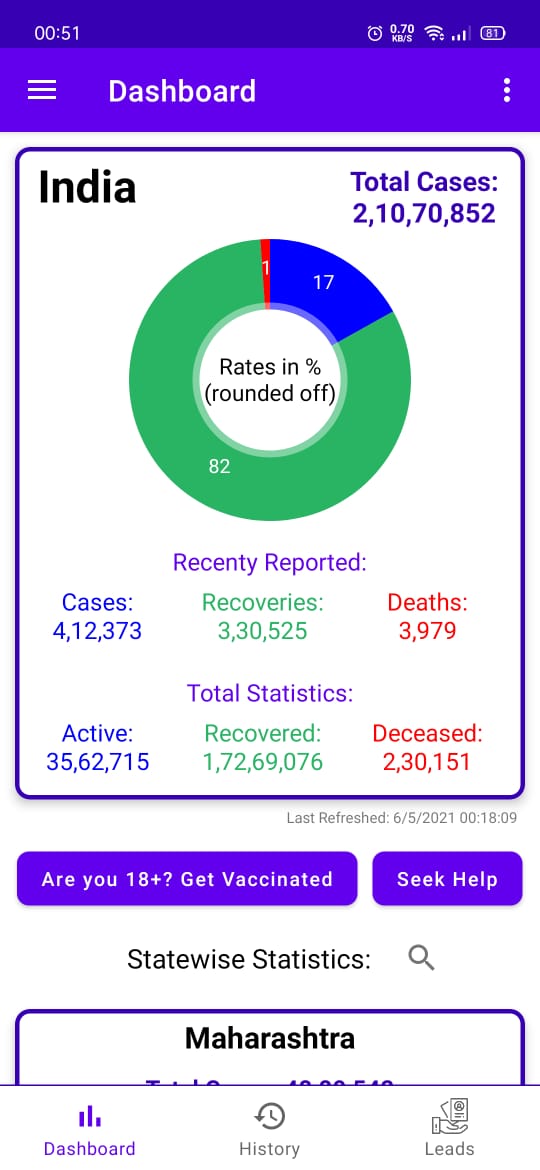 00:51
0.70
KB/S
81
Dashboard
India
Total Cases:
2,10,70,852
1
17
Rates in %
(rounded off)
82
Recenty Reported:
Cases:
Recoveries:
Deaths:
4,12,373
3,30,525
3,979
Total Statistics:
Active:
Recovered:
Deceased:
35,62,715
1,72,69,076
2,30,151
Last Refreshed: 6/5/2021 00:18:09
Are you 18+? Get Vaccinated
Seek Help
Statewise Statistics:
Maharashtra
Dashboard
History
Leads